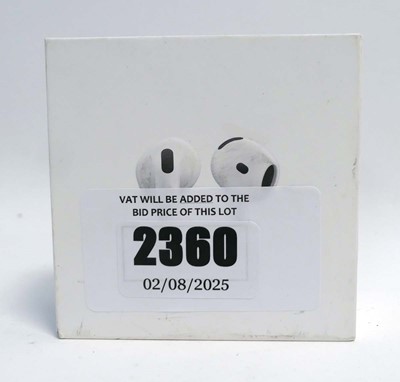 VAT WILL BE ADDED TO THE
BID PRICE OF THIS LOT
2360
02/08/2025